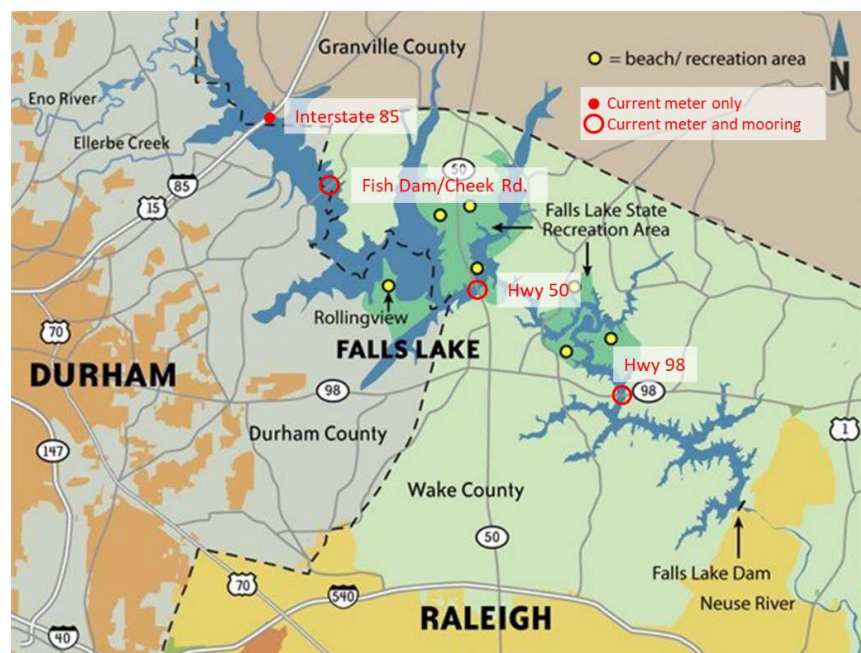 Granville County
= beach/ recreation area
N
Eno River
Current meter only
Interstate 85
Current meter and mooring
Ellerbe Creek
50
85
Fish Dam/Cheek Rd.
15
Falls Lake State
Recreation Area
Hwy 50
Rollingview
70
FALLS LAKE
DURHAM
Hwy 98
98
98
1
Durham County
147
Wake County
50
Falls Lake Dam
70
540
Neuse River
RALEIGH
40